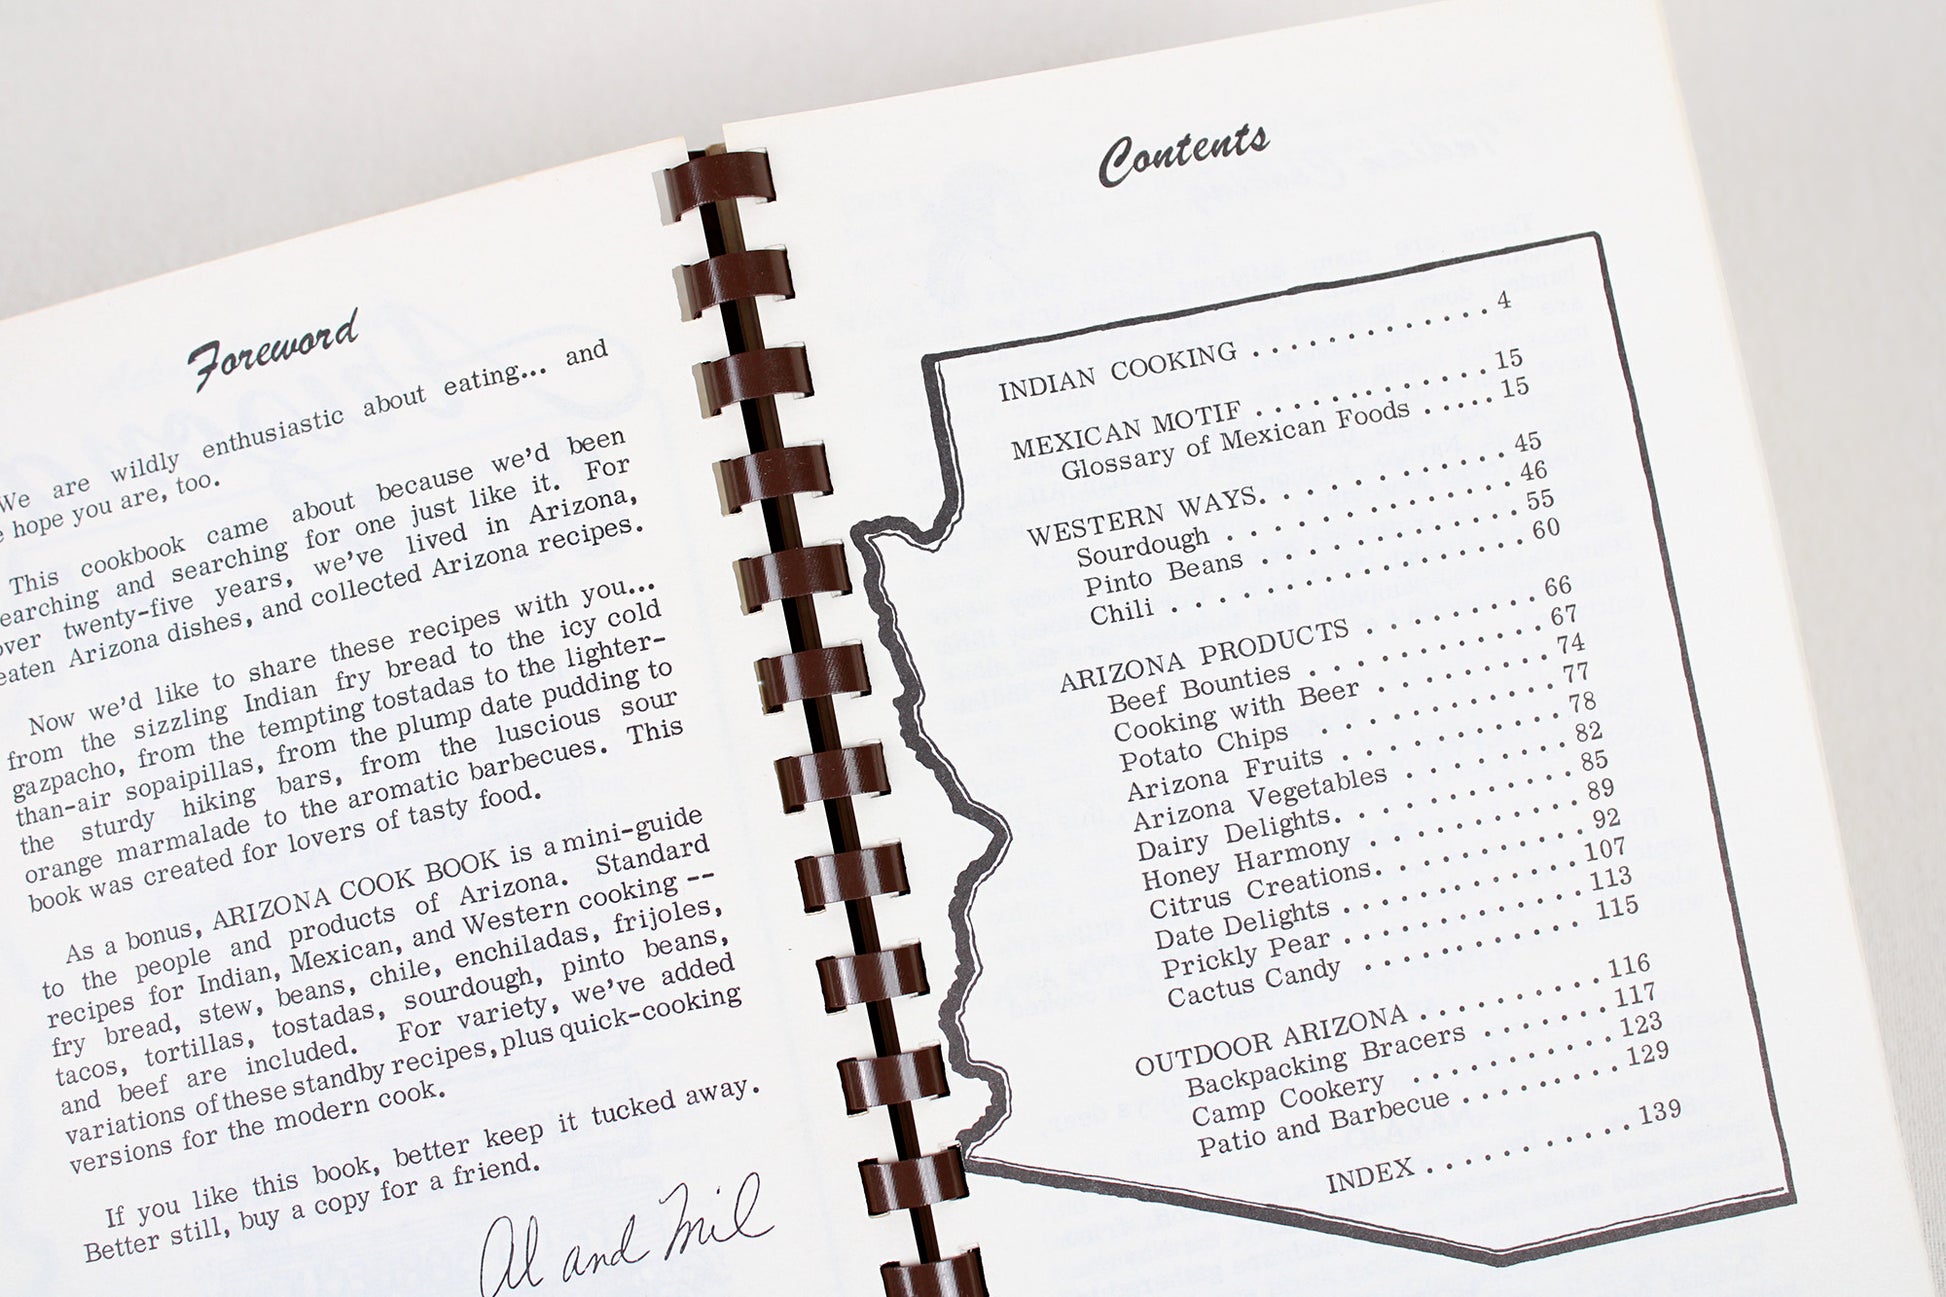 Foreword
We are wildly enthusiastic about eating... and
hope you are, too.
This cookbook came about because we'd been
searching and searching for one just like it. For
over twenty-five years, we've lived in Arizona,
eaten Arizona dishes, and collected Arizona recipes.
Now we'd like to share these recipes with you...
from the sizzling Indian fry bread to the icy cold
gazpacho, from the tempting tostadas to the lighter-
than-air sopaipillas, from the plump date pudding to
the sturdy hiking bars, from the luscious sour
orange marmalade to the aromatic barbecues. This
book was created for lovers of tasty food.
As a bonus, ARIZONA COOK BOOK is a mini-guide
to the people and products of Arizona. Standard
recipes for Indian, Mexican, and Western cooking --
fry bread, stew, beans, chile, enchiladas, frijoles,
tacos, tortillas, tostadas, sourdough, pinto beans,
and beef are included. For variety, we've added
variations of these standby recipes, plus quick-cooking
versions for the modern cook.
If you like this book, better keep it tucked away.
Better still, buy a copy for a friend.
Al and Mil
Contents
INDIAN COOKING . . . . . . . . . . . . . 4
MEXICAN MOTIF . . . . . . . . . . . . . 15
Glossary of Mexican Foods . . . . . 15
WESTERN WAYS. . . . . . . . . . . . . 45
Sourdough . . . . . . . . . . . . . . . 46
Pinto Beans . . . . . . . . . . . . . . 55
Chili . . . . . . . . . . . . . . . . . . 60
ARIZONA PRODUCTS . . . . . . . . . 66
Beef Bounties . . . . . . . . . . . . . 67
Cooking with Beer . . . . . . . . . 74
Potato Chips . . . . . . . . . . . . . 77
Arizona Fruits . . . . . . . . . . . . 78
Arizona Vegetables . . . . . . . . . 82
Dairy Delights. . . . . . . . . . . . . 85
Honey Harmony . . . . . . . . . . . 89
Citrus Creations. . . . . . . . . . . 92
Date Delights . . . . . . . . . . . . 107
Prickly Pear . . . . . . . . . . . . 113
Cactus Candy . . . . . . . . . . . 115
OUTDOOR ARIZONA . . . . . . . . . 116
Backpacking Bracers . . . . . . . 117
Camp Cookery . . . . . . . . . . 123
Patio and Barbecue . . . . . . . . 129
INDEX . . . . . . . . . . . 139